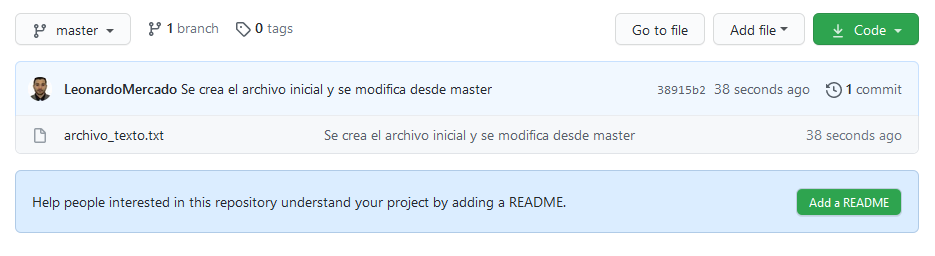 master 1 branch 0 tags Go to file Add file Code
LeonardoMercado Se crea el archivo inicial y se modifica desde master 38915b2 38 seconds ago 1 commit
archivo_texto.txt Se crea el archivo inicial y se modifica desde master 38 seconds ago
Help people interested in this repository understand your project by adding a README. Add a README